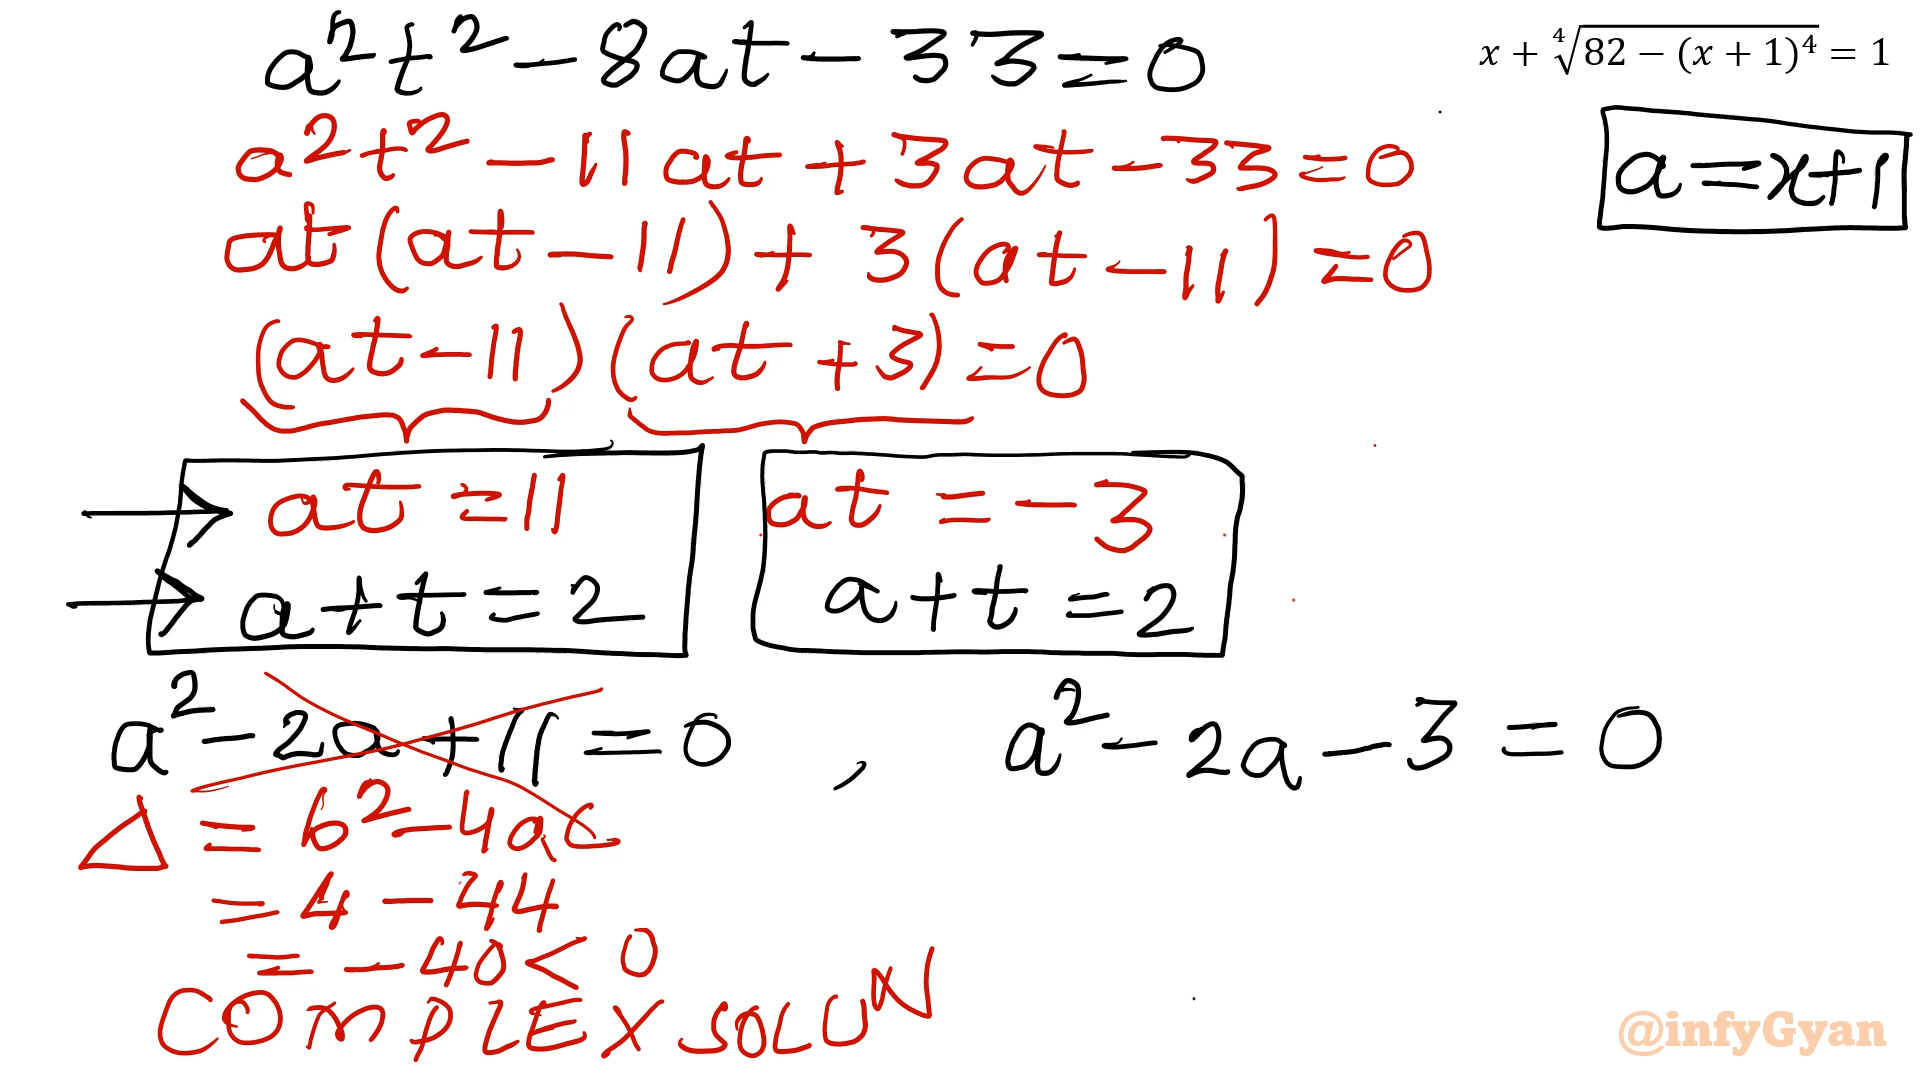 a²t² - 8at - 33 = 0
x + ∜(82 − (x + 1)⁴) = 1
a²t² - 11at + 3at - 33 = 0
a = x+1
at(at - 11) + 3(at - 11) = 0
(at - 11)(at + 3) = 0
at = 11
at = -3
a + t = 2
a + t = 2
a² - 2a + 11 = 0 , a² - 2a - 3 = 0
Δ = b² - 4ac
= 4 - 44
= - 40 < 0
COMPLEX SOLUN
@infyGyan